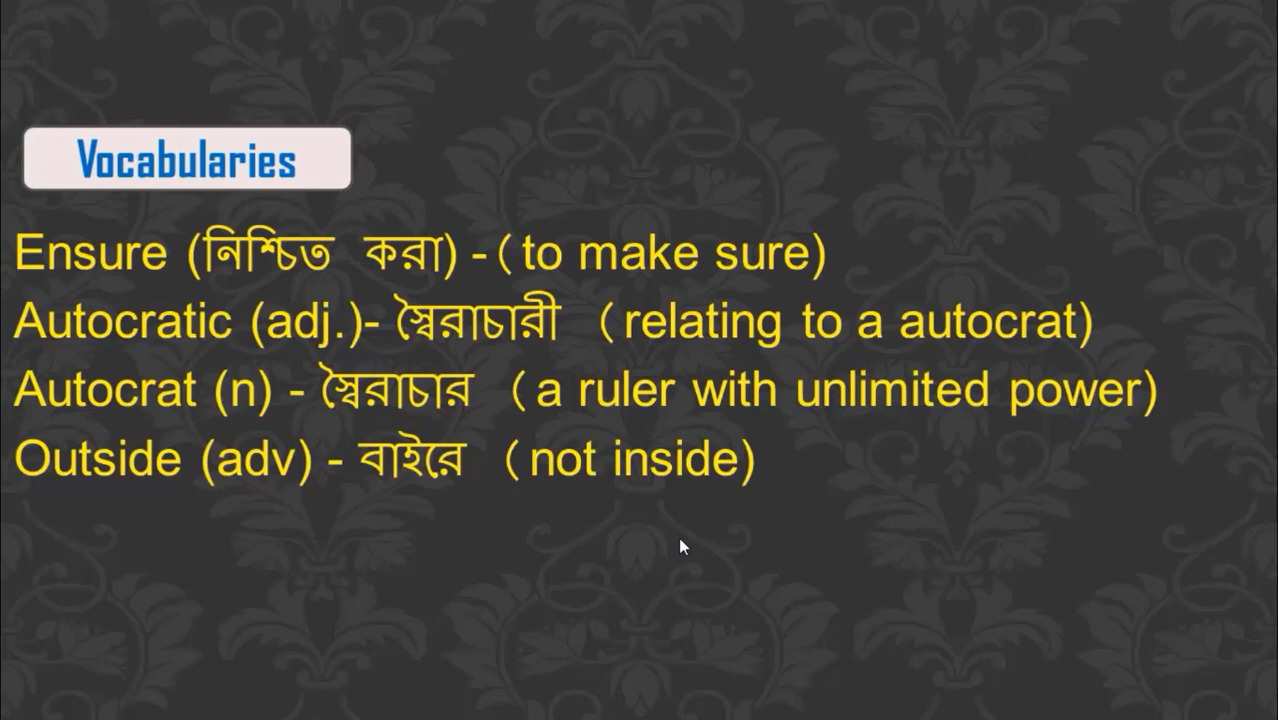 Vocabularies
Ensure (নিশ্চিত করা) - (to make sure)
Autocratic (adj.)- স্বৈরাচারী (relating to a autocrat)
Autocrat (n) - স্বৈরাচার (a ruler with unlimited power)
Outside (adv) - বাইরে (not inside)